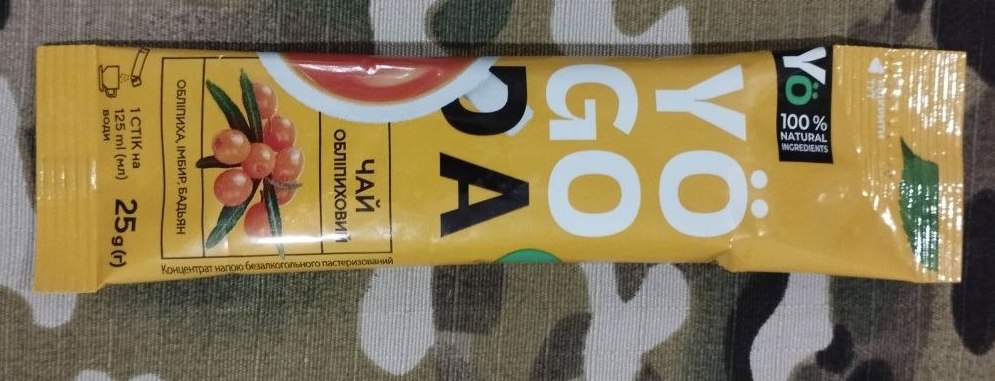 YÖ
100%
NATURAL
INGREDIENTS
YÖ
GO
DA
ЧАЙ
ОБЛІПИХОВИЙ
ОБЛІПИХА, ІМБИР, БАДЬЯН
Концентрат напою безалкогольного пастеризований
1 СТІК на
125 ml (мл)
води
25 g (г)